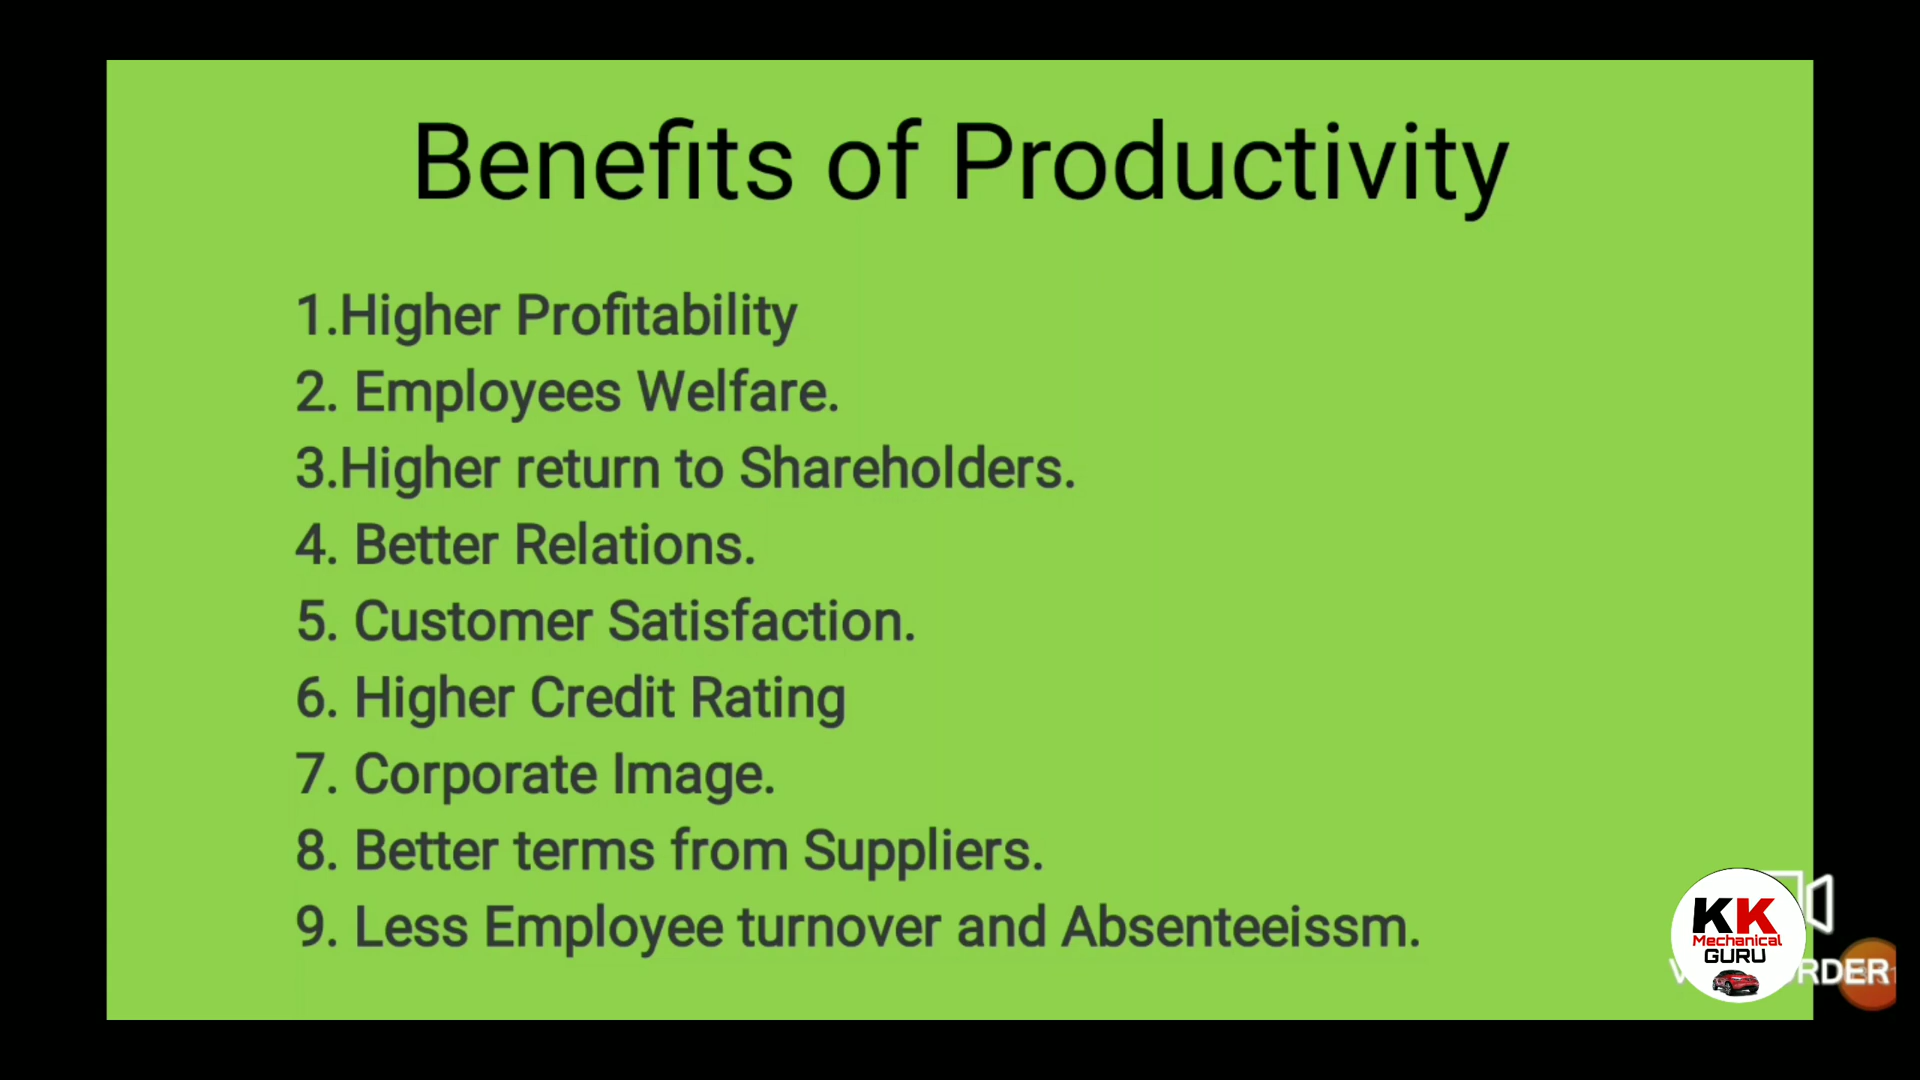 Benefits of Productivity
1.Higher Profitability
2. Employees Welfare.
3.Higher return to Shareholders.
4. Better Relations.
5. Customer Satisfaction.
6. Higher Credit Rating
7. Corporate Image.
8. Better terms from Suppliers.
9. Less Employee turnover and Absenteeissm.
KK
Mechanical
GURU